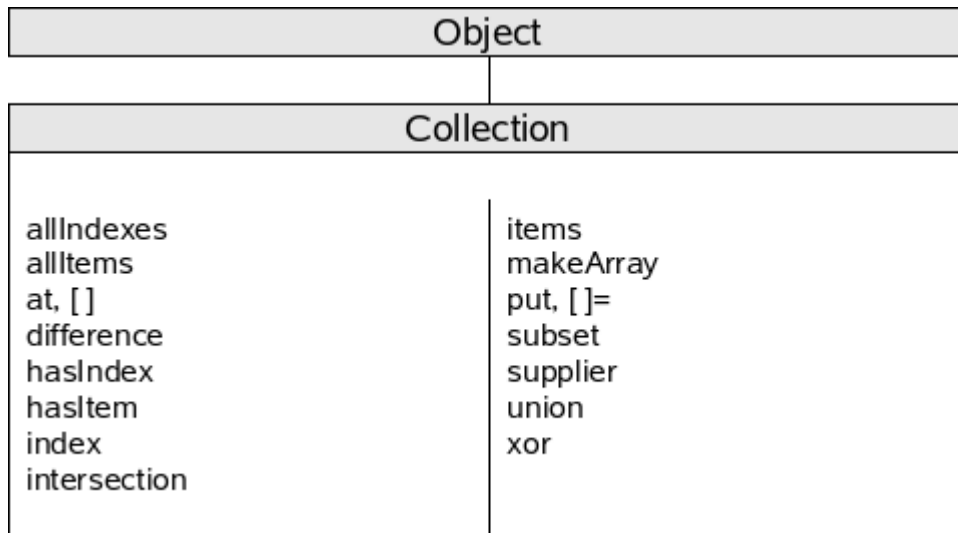 Object
Collection
allIndexes
allItems
at, [ ]
difference
hasIndex
hasItem
index
intersection
items
makeArray
put, [ ]=
subset
supplier
union
xor